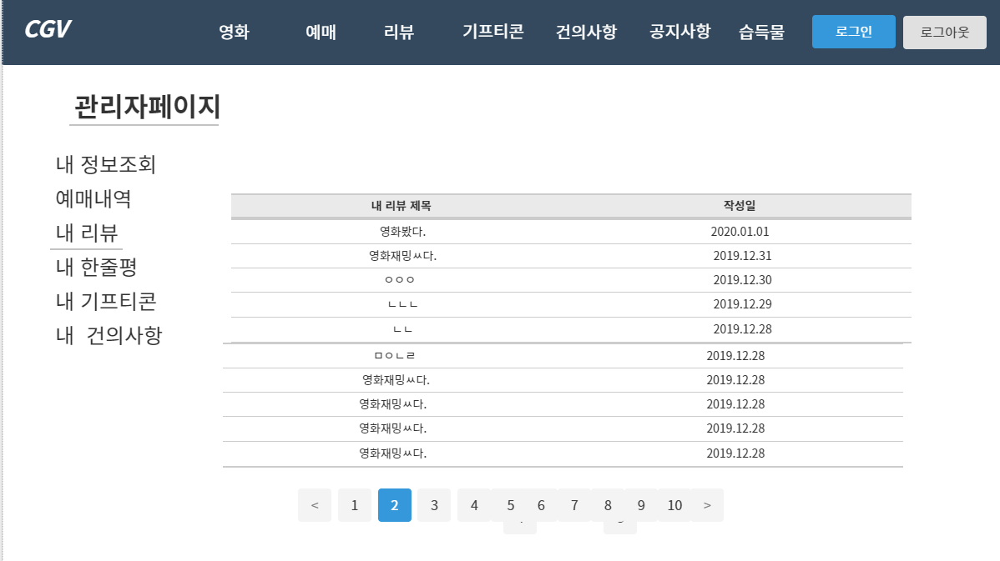 CGV 영화 예매 리뷰 기프티콘 건의사항 공지사항 습득물 로그인 로그아웃
관리자페이지
내 정보조회
예매내역
내 리뷰
내 한줄평
내 기프티콘
내 건의사항
내 리뷰 제목 작성일
영화봤다. 2020.01.01
영화재밍ㅆ다. 2019.12.31
ㅇㅇㅇ 2019.12.30
ㄴㄴㄴ 2019.12.29
ㄴㄴ 2019.12.28
ㅁㅇㄴㄹ 2019.12.28
영화재밍ㅆ다. 2019.12.28
영화재밍ㅆ다. 2019.12.28
영화재밍ㅆ다. 2019.12.28
영화재밍ㅆ다. 2019.12.28
< 1 2 3 4 5 6 7 8 9 10 >